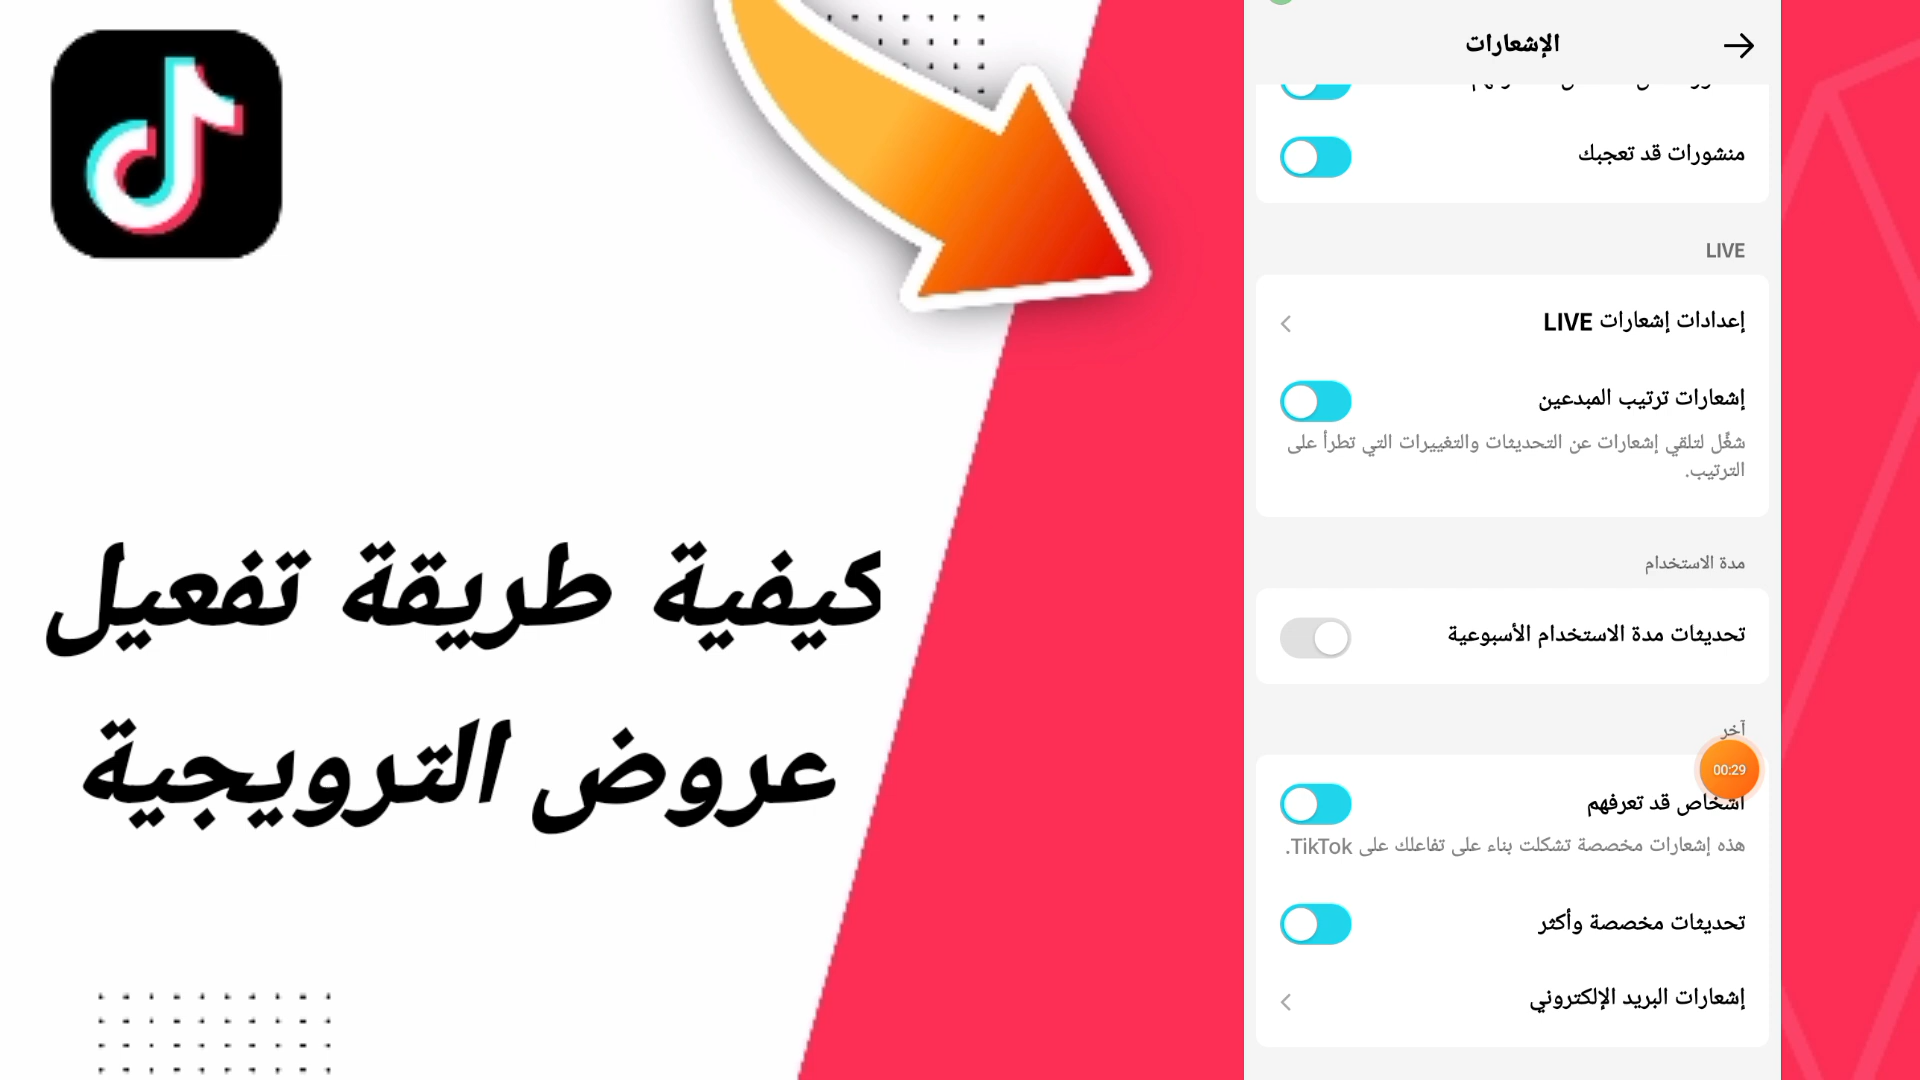 كيفية طريقة تفعيل
عروض الترويجية
الإشعارات
منشورات قد تعجبك
LIVE
إعدادات إشعارات LIVE
إشعارات ترتيب المبدعين
شغِّل لتلقي إشعارات عن التحديثات والتغييرات التي تطرأ على
الترتيب.
مدة الاستخدام
تحديثات مدة الاستخدام الأسبوعية
آخر
00:29
أشخاص قد تعرفهم
هذه إشعارات مخصصة تشكلت بناء على تفاعلك على TikTok.
تحديثات مخصصة وأكثر
إشعارات البريد الإلكتروني